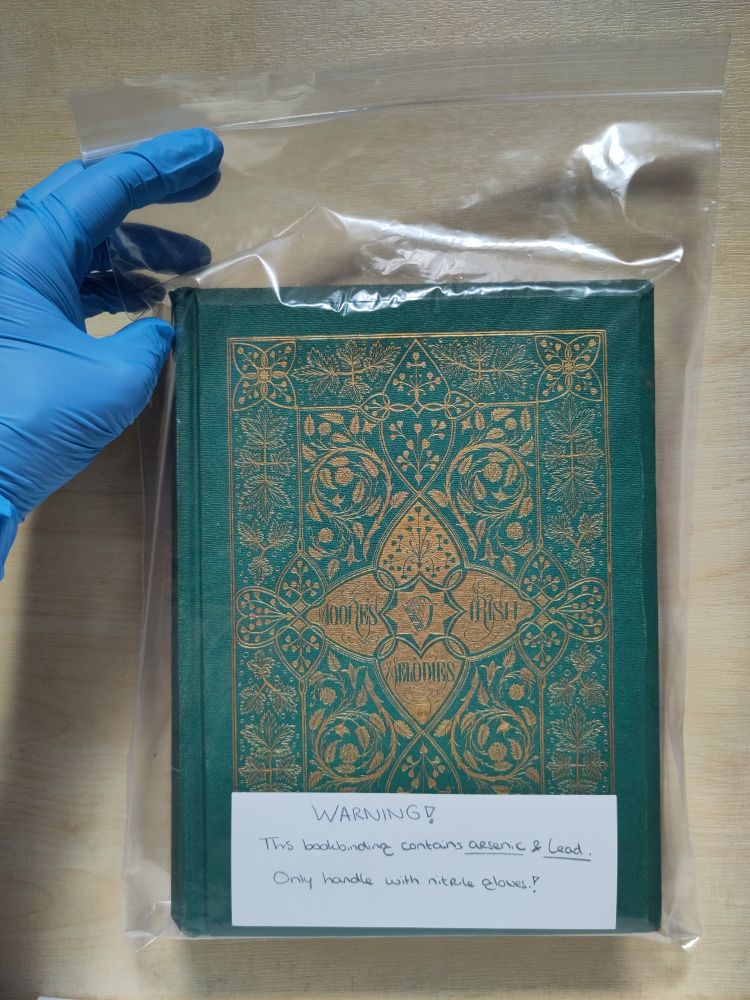 MOORE'S IRISH
MELODIES
WARNING!
This bookbinding contains arsenic & Lead.
Only handle with nitrile gloves!